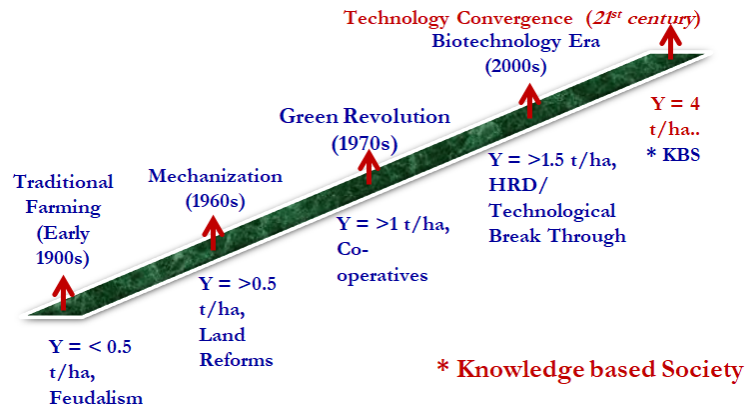 Technology Convergence (21st century)
Biotechnology Era
(2000s)
Green Revolution
(1970s)
Mechanization
(1960s)
Traditional
Farming
(Early
1900s)
Y = < 0.5
t/ha,
Feudalism
Y = >0.5
t/ha,
Land
Reforms
Y = >1 t/ha,
Co-
operatives
Y = >1.5 t/ha,
HRD/
Technological
Break Through
Y = 4
t/ha..
* KBS
* Knowledge based Society